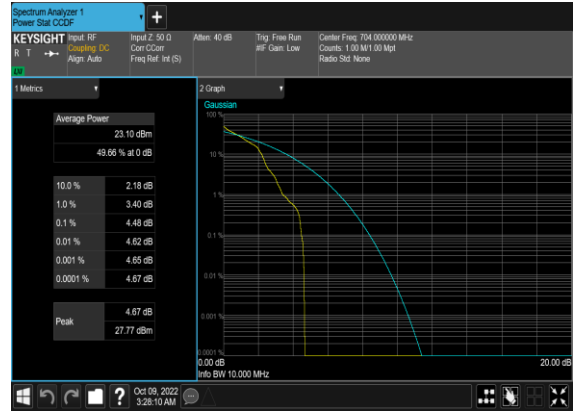 Spectrum Analyzer 1
Power Stat CCDF
KEYSIGHT
R T
LXI
Input: RF
Coupling: DC
Align: Auto
Input Z: 50 Ω
Corr CCorr
Freq Ref: Int (S)
Atten: 40 dB
Trig: Free Run
#IF Gain: Low
Center Freq: 704.000000 MHz
Counts: 1.00 M/1.00 Mpt
Radio Std: None
1 Metrics
Average Power
23.10 dBm
49.66 % at 0 dB
10.0 % 2.18 dB
1.0 % 3.40 dB
0.1 % 4.48 dB
0.01 % 4.62 dB
0.001 % 4.65 dB
0.0001 % 4.67 dB
Peak
4.67 dB
27.77 dBm
2 Graph
Gaussian
100 %
10 %
1 %
0.1 %
0.01 %
0.001 %
0.0001 %
0.00 dB
20.00 dB
Info BW 10.000 MHz
?
Oct 09, 2022
3:28:10 AM